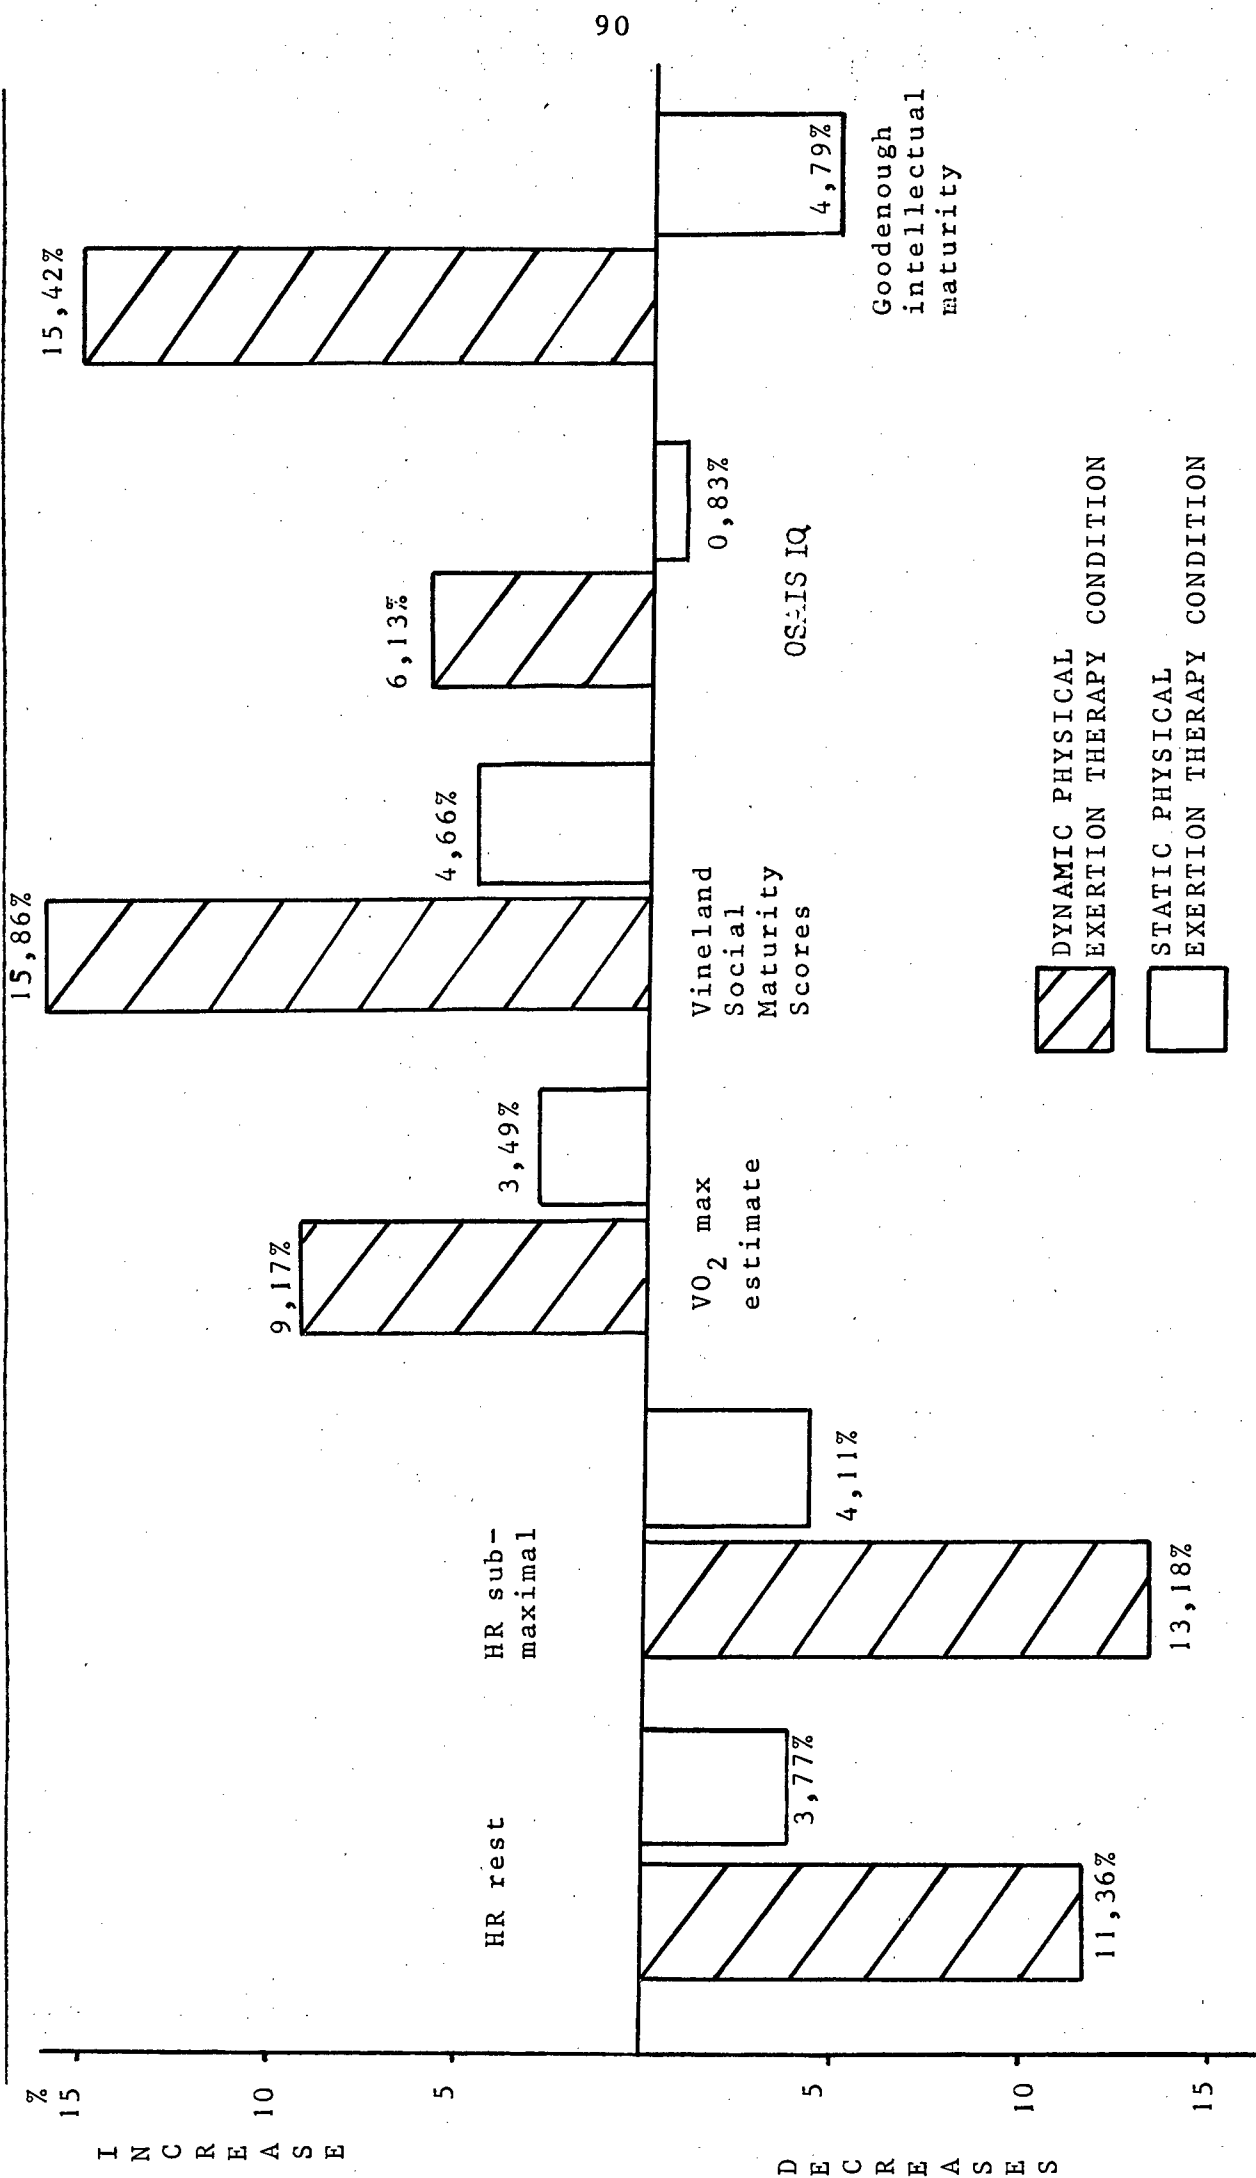 90
%
15
10
5
5
10
15
INCREASE
DECREASES
HR rest
11,36%
3,77%
HR sub-
maximal
13,18%
4,11%
9,17%
3,49%
VO2 max
estimate
15,86%
4,66%
Vineland
Social
Maturity
Scores
6,13%
0,83%
OSAIS IQ
15,42%
4,79%
Goodenough
intellectual
maturity
DYNAMIC PHYSICAL
EXERTION THERAPY CONDITION
STATIC PHYSICAL
EXERTION THERAPY CONDITION